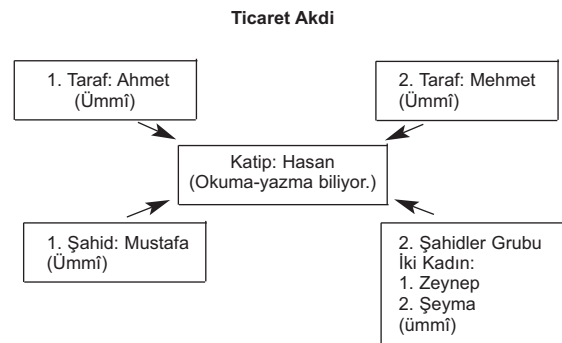 Ticaret Akdi
1. Taraf: Ahmet
(Ümmî)
2. Taraf: Mehmet
(Ümmî)
Katip: Hasan
(Okuma-yazma biliyor.)
1. Şahid: Mustafa
(Ümmî)
2. Şahidler Grubu
İki Kadın:
1. Zeynep
2. Şeyma
(ümmî)